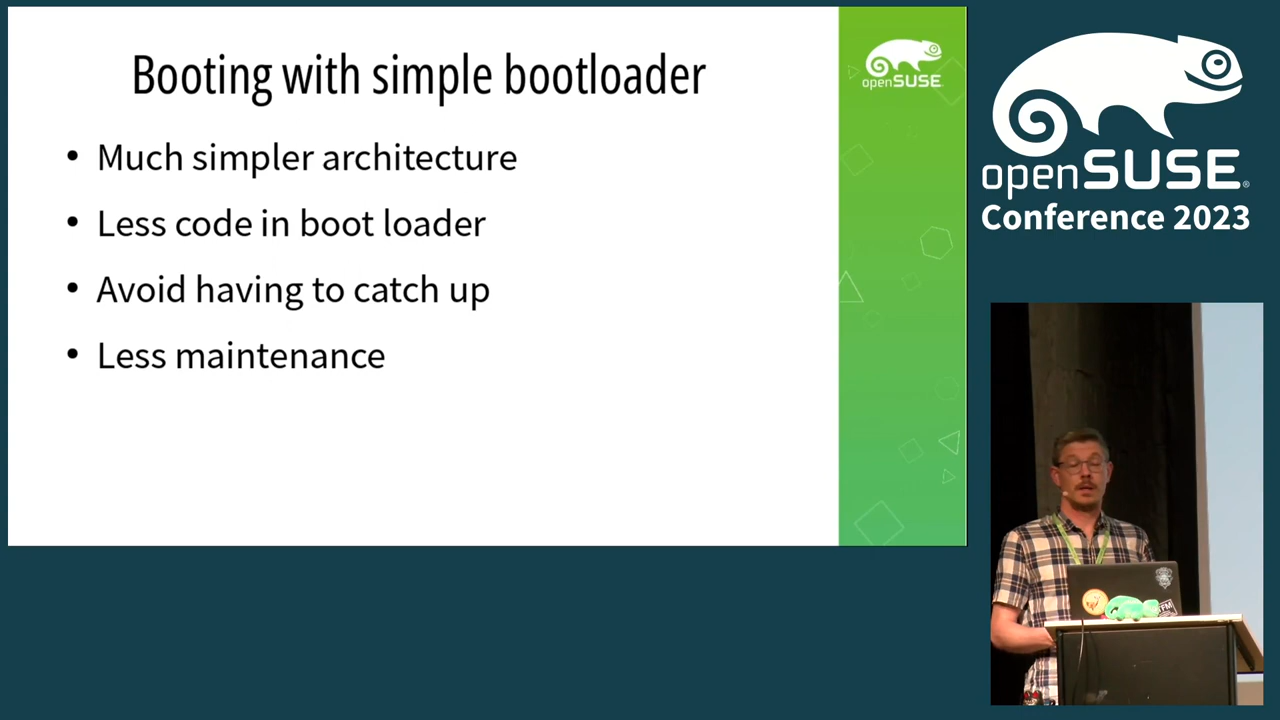 Booting with simple bootloader
• Much simpler architecture
• Less code in boot loader
• Avoid having to catch up
• Less maintenance
openSUSE
openSUSE®
Conference 2023